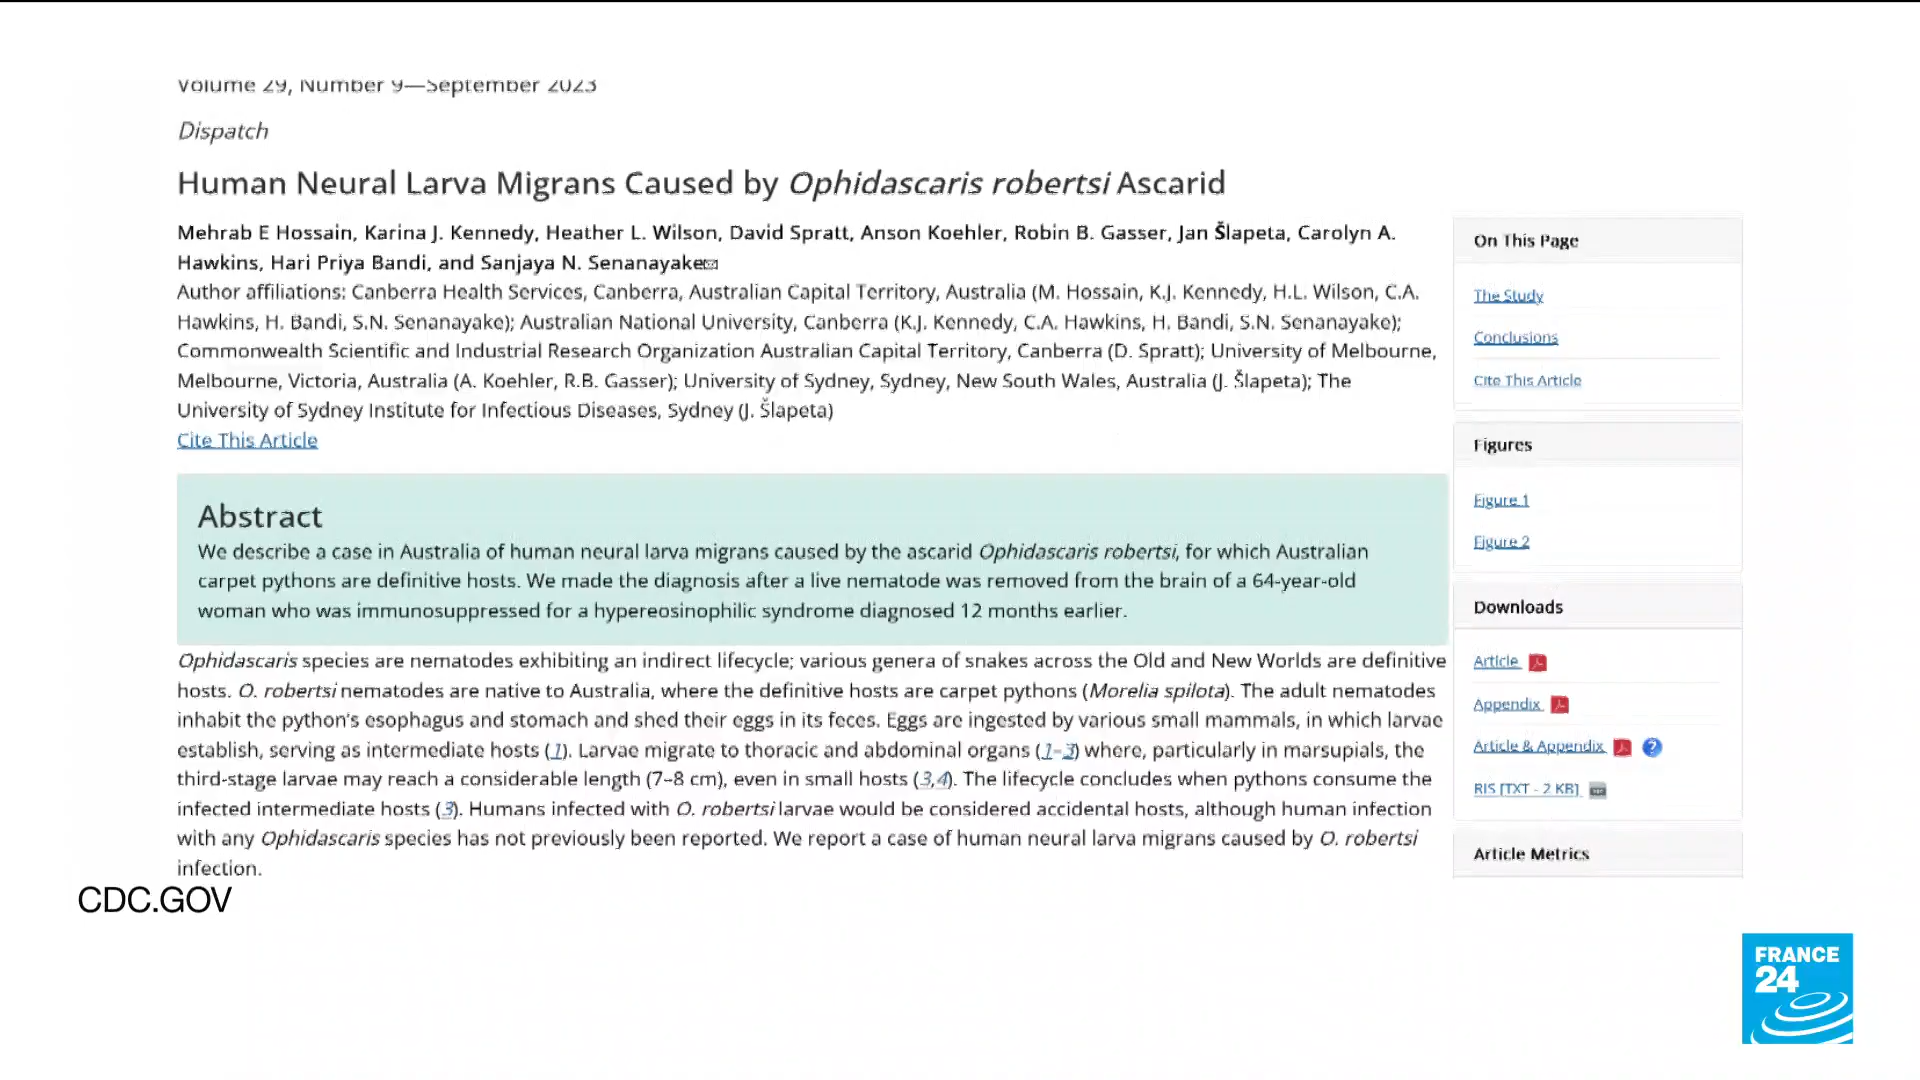 Volume 29, Number 9—September 2023
Dispatch
Human Neural Larva Migrans Caused by Ophidascaris robertsi Ascarid
Mehrab E Hossain, Karina J. Kennedy, Heather L. Wilson, David Spratt, Anson Koehler, Robin B. Gasser, Jan Šlapeta, Carolyn A.
Hawkins, Hari Priya Bandi, and Sanjaya N. Senanayake
Author affiliations: Canberra Health Services, Canberra, Australian Capital Territory, Australia (M. Hossain, K.J. Kennedy, H.L. Wilson, C.A.
Hawkins, H. Bandi, S.N. Senanayake); Australian National University, Canberra (K.J. Kennedy, C.A. Hawkins, H. Bandi, S.N. Senanayake);
Commonwealth Scientific and Industrial Research Organization Australian Capital Territory, Canberra (D. Spratt); University of Melbourne,
Melbourne, Victoria, Australia (A. Koehler, R.B. Gasser); University of Sydney, Sydney, New South Wales, Australia (J. Šlapeta); The
University of Sydney Institute for Infectious Diseases, Sydney (J. Šlapeta)
Cite This Article
Abstract
We describe a case in Australia of human neural larva migrans caused by the ascarid Ophidascaris robertsi, for which Australian
carpet pythons are definitive hosts. We made the diagnosis after a live nematode was removed from the brain of a 64-year-old
woman who was immunosuppressed for a hypereosinophilic syndrome diagnosed 12 months earlier.
Ophidascaris species are nematodes exhibiting an indirect lifecycle; various genera of snakes across the Old and New Worlds are definitive
hosts. O. robertsi nematodes are native to Australia, where the definitive hosts are carpet pythons (Morelia spilota). The adult nematodes
inhabit the python's esophagus and stomach and shed their eggs in its feces. Eggs are ingested by various small mammals, in which larvae
establish, serving as intermediate hosts (1). Larvae migrate to thoracic and abdominal organs (1–3) where, particularly in marsupials, the
third-stage larvae may reach a considerable length (7–8 cm), even in small hosts (3,4). The lifecycle concludes when pythons consume the
infected intermediate hosts (3). Humans infected with O. robertsi larvae would be considered accidental hosts, although human infection
with any Ophidascaris species has not previously been reported. We report a case of human neural larva migrans caused by O. robertsi
infection.
On This Page
The Study
Conclusions
Cite This Article
Figures
Figure 1
Figure 2
Downloads
Article
Appendix
Article & Appendix ?
RIS [TXT - 2 KB]
Article Metrics
CDC.GOV
FRANCE
24